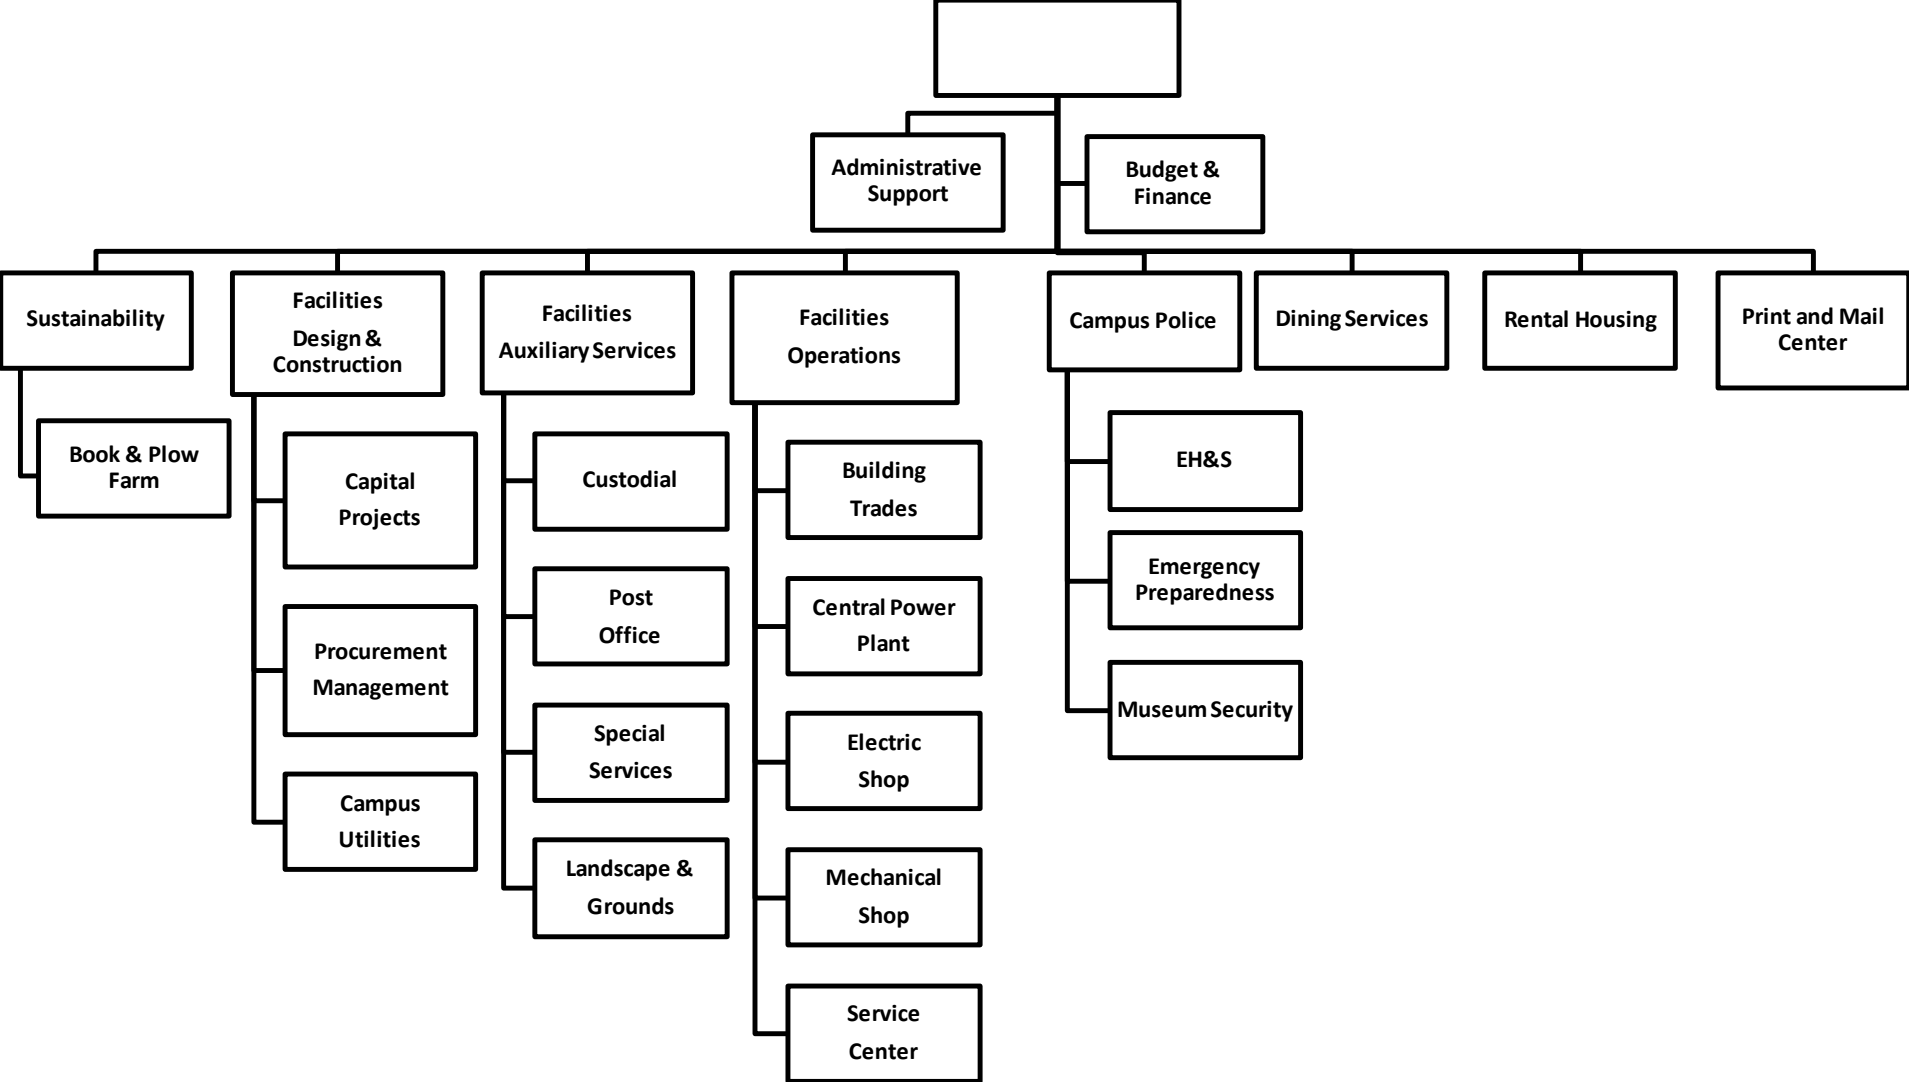 Administrative
Support
Budget &
Finance
Sustainability
Facilities
Design &
Construction
Facilities
Auxiliary Services
Facilities
Operations
Campus Police
Dining Services
Rental Housing
Print and Mail
Center
Book & Plow
Farm
Capital
Projects
Procurement
Management
Campus
Utilities
Custodial
Post
Office
Special
Services
Landscape &
Grounds
Building
Trades
Central Power
Plant
Electric
Shop
Mechanical
Shop
Service
Center
EH&S
Emergency
Preparedness
Museum Security